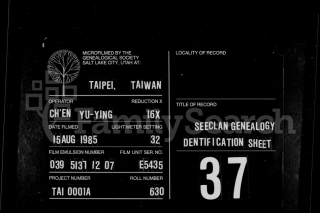 MICROFILMED BY THE
GENEALOGICAL SOCIETY
SALT LAKE CITY, UTAH AT:
TAIPEI, TAIWAN
OPERATOR REDUCTION X
CH'EN YU-YING 16X
DATE FILMED LIGHT METER SETTING
15AUG 1985 32
FILM EMULSION NUMBER FILM UNIT SER. NO.
039 5137 12 07 E5435
PROJECT NUMBER ROLL NUMBER
TAI 0001A 630
LOCALITY OF RECORD
TITLE OF RECORD
SEECLAN GENEALOGY
DENTIFICATION SHEET
37
FamilySearch